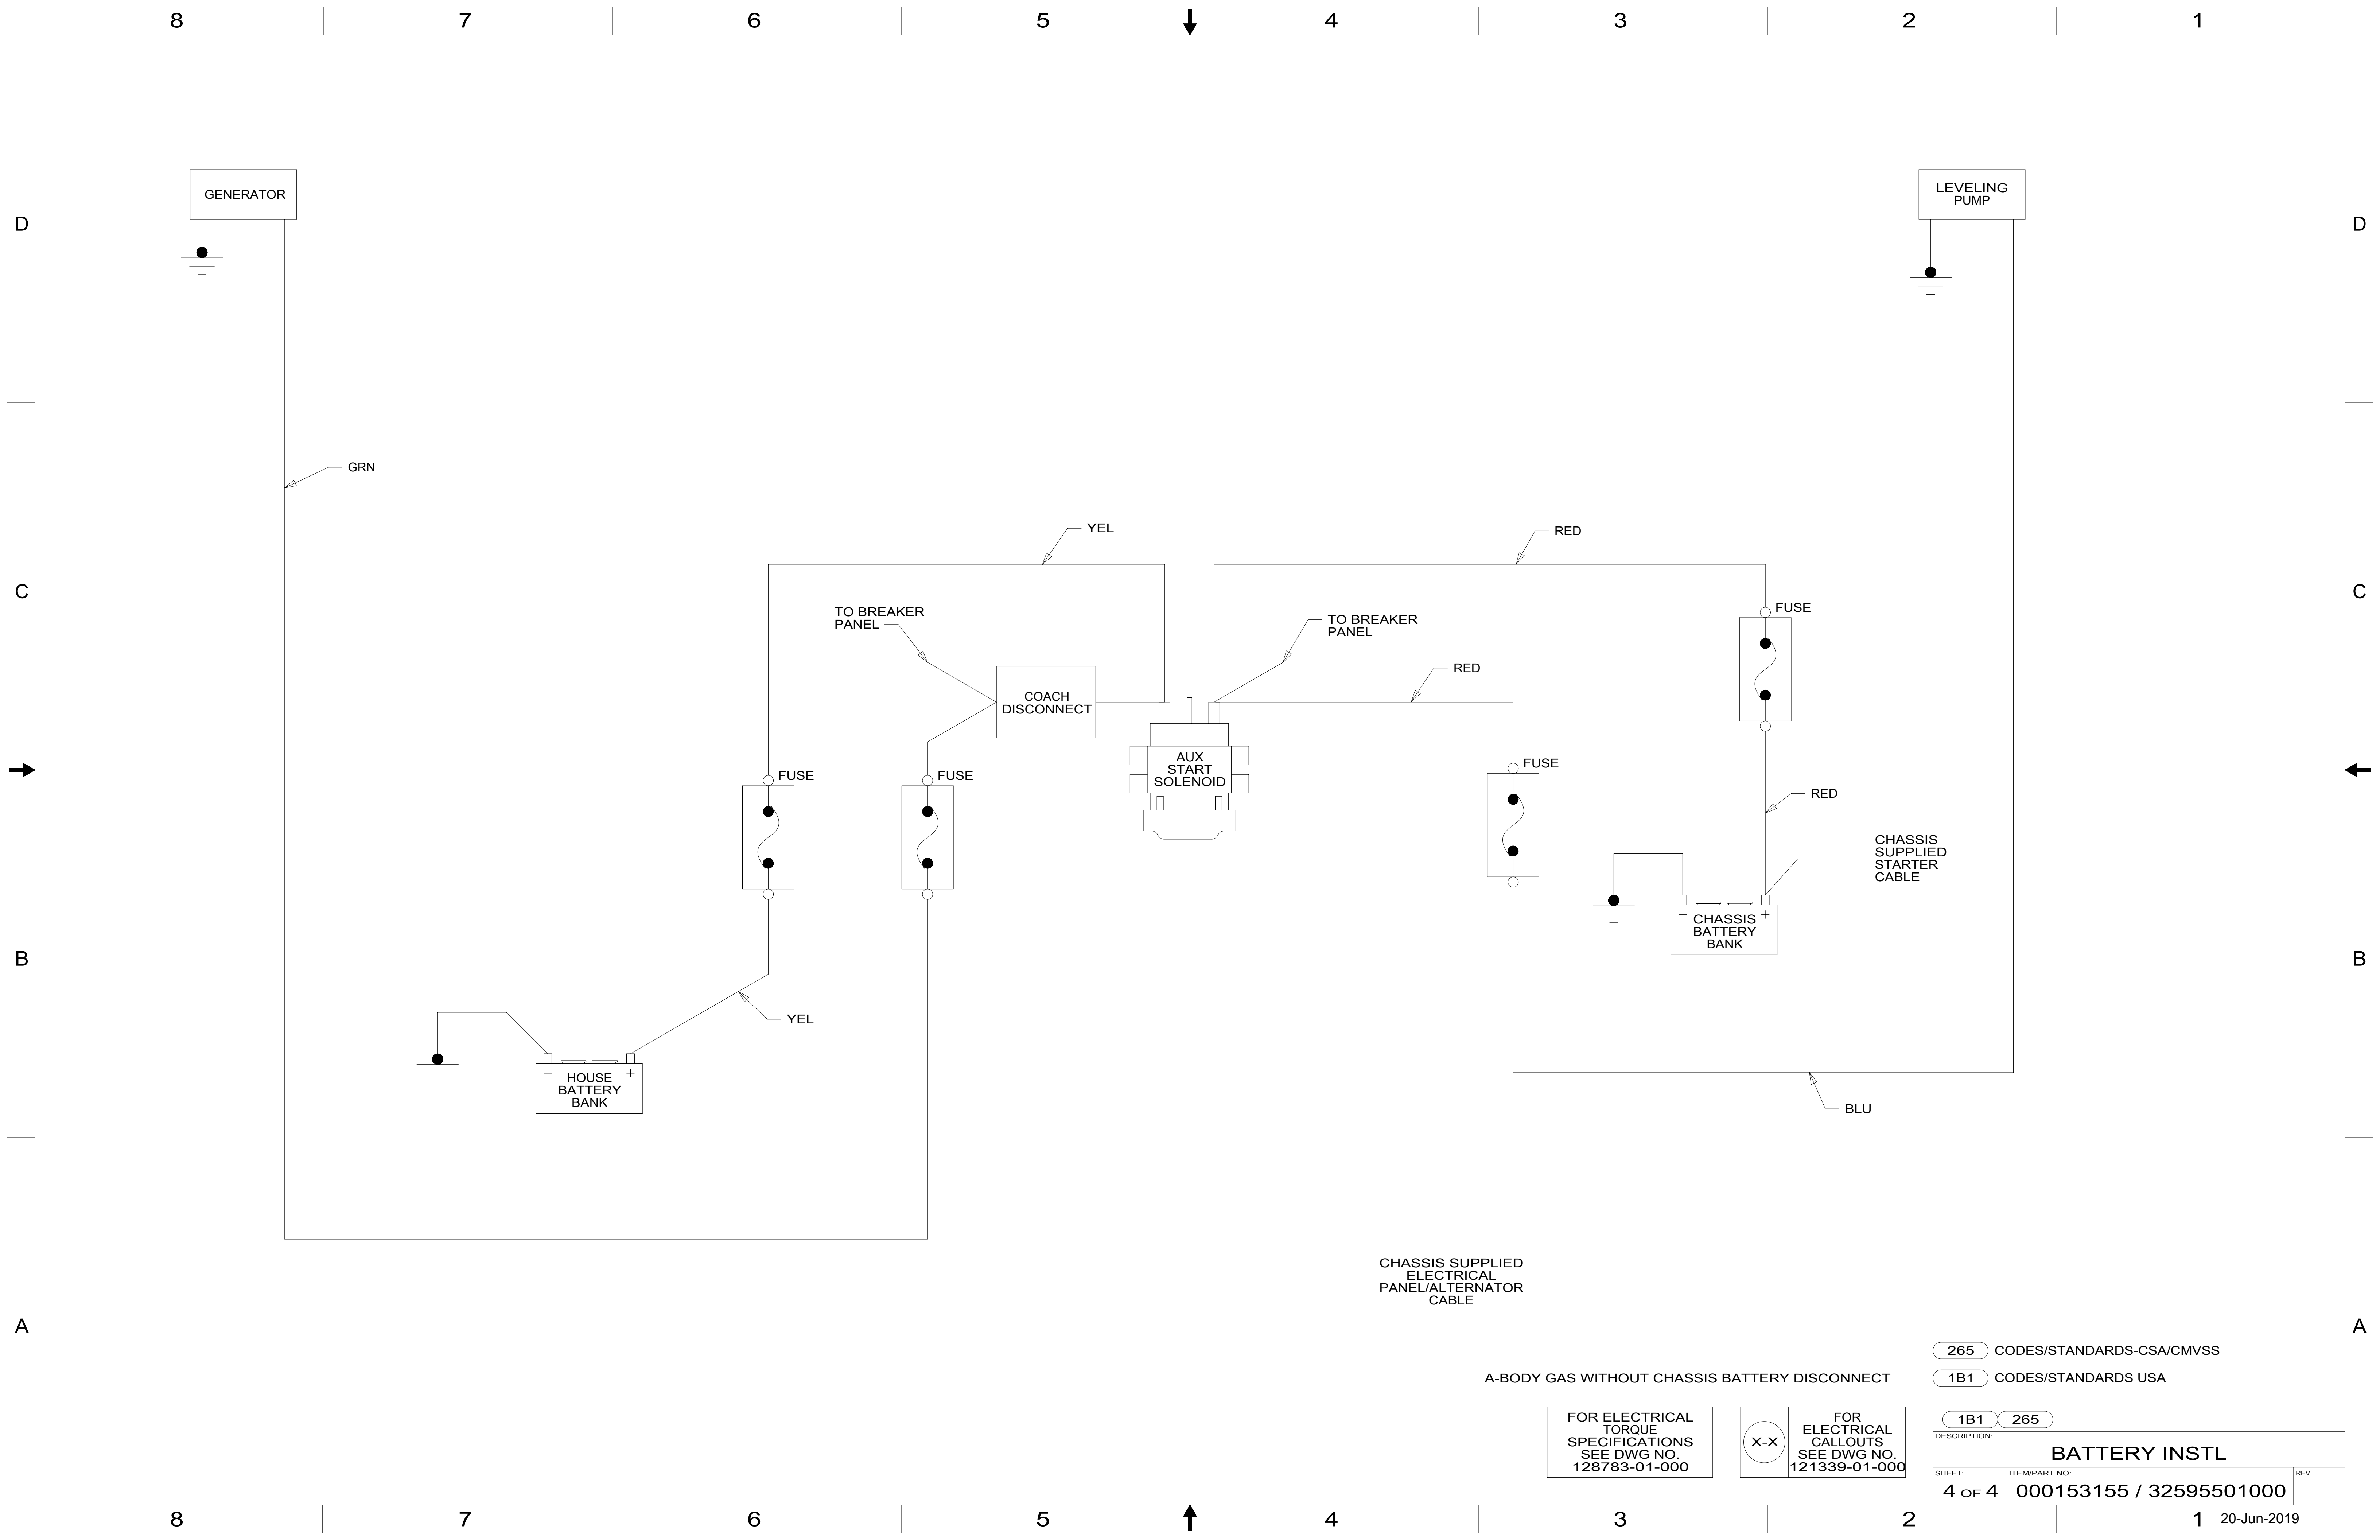 8 7 6 5 4 3 2 1
D D
GENERATOR
LEVELING
PUMP
GRN
YEL
RED
C C
TO BREAKER
PANEL
TO BREAKER
PANEL
FUSE
RED
COACH
DISCONNECT
AUX
START
SOLENOID
FUSE
FUSE
FUSE
RED
CHASSIS
SUPPLIED
STARTER
CABLE
- +
CHASSIS
BATTERY
BANK
B B
YEL
- +
HOUSE
BATTERY
BANK
BLU
CHASSIS SUPPLIED
ELECTRICAL
PANEL/ALTERNATOR
CABLE
A A
265 CODES/STANDARDS-CSA/CMVSS
A-BODY GAS WITHOUT CHASSIS BATTERY DISCONNECT
1B1 CODES/STANDARDS USA
FOR ELECTRICAL
TORQUE
SPECIFICATIONS
SEE DWG NO.
128783-01-000
X-X
FOR
ELECTRICAL
CALLOUTS
SEE DWG NO.
121339-01-000
1B1 265
DESCRIPTION:
BATTERY INSTL
SHEET:
4 OF 4
ITEM/PART NO:
000153155 / 32595501000
REV
8 7 6 5 4 3 2 1
20-Jun-2019